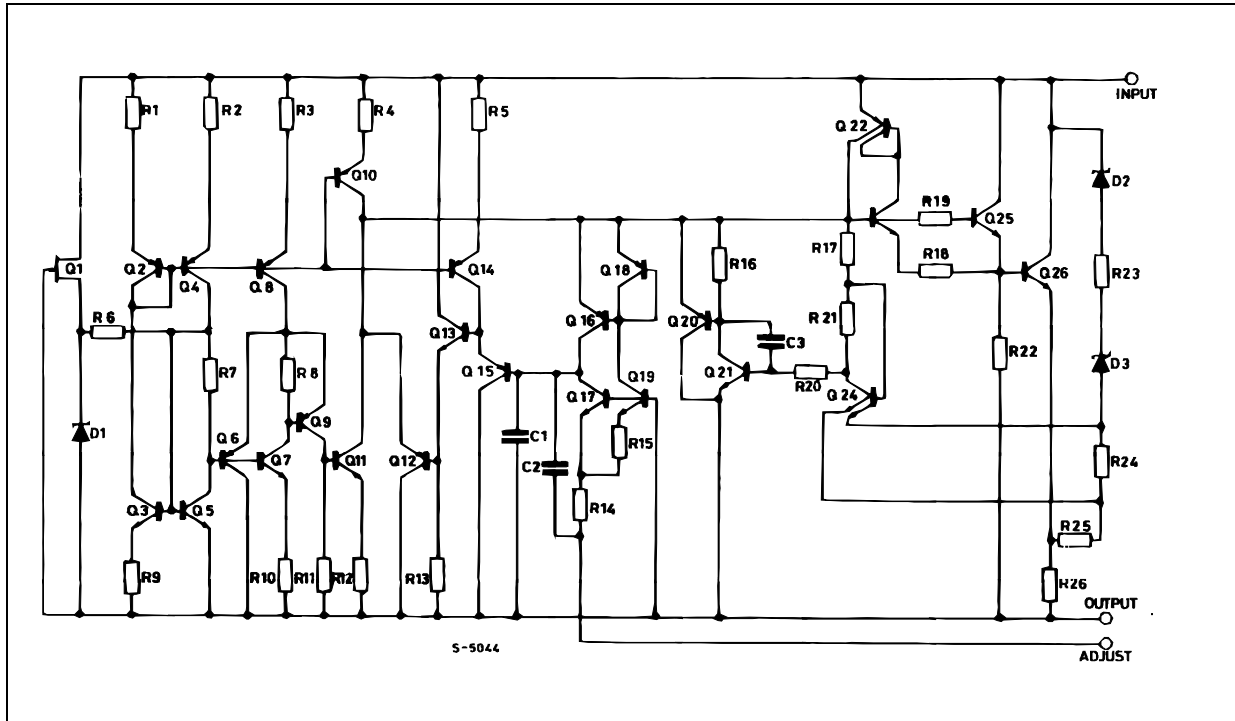 INPUT
R1
R2
R3
R4
R5
Q22
D2
Q10
R19
Q25
R17
R18
Q1
Q2
Q4
Q8
Q14
Q18
R16
Q26
R23
R6
Q13
Q16
Q20
C3
R21
R7
R8
Q15
Q19
Q21
R20
R22
D3
Q17
Q24
D1
Q6
Q9
C1
R15
Q7
Q11
Q12
C2
R24
Q3
Q5
R14
R25
R9
R10
R11
R12
R13
R26
OUTPUT
S-5044
ADJUST